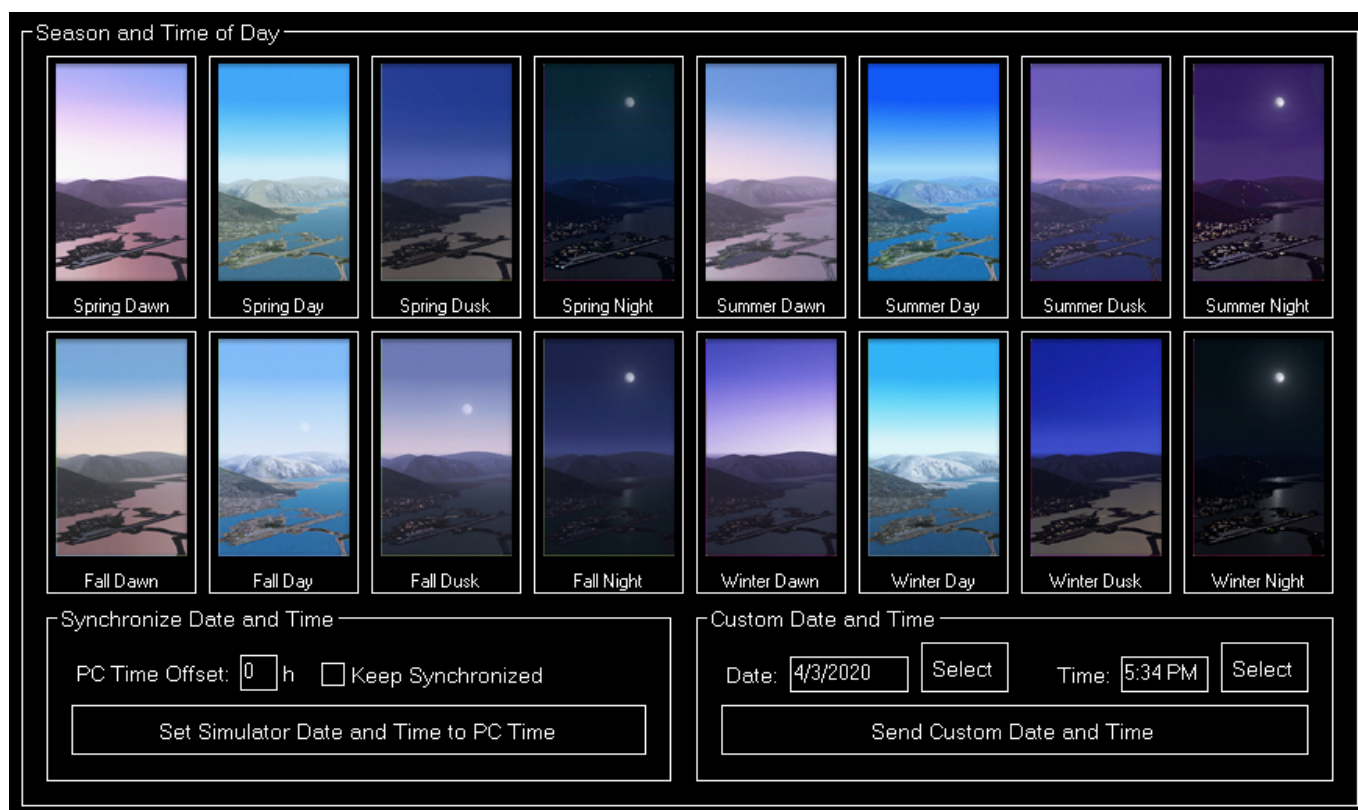 Season and Time of Day
Spring Dawn
Spring Day
Spring Dusk
Spring Night
Summer Dawn
Summer Day
Summer Dusk
Summer Night
Fall Dawn
Fall Day
Fall Dusk
Fall Night
Winter Dawn
Winter Day
Winter Dusk
Winter Night
Synchronize Date and Time
PC Time Offset: 0 h Keep Synchronized
Set Simulator Date and Time to PC Time
Custom Date and Time
Date: 4/3/2020 Select Time: 5:34 PM Select
Send Custom Date and Time